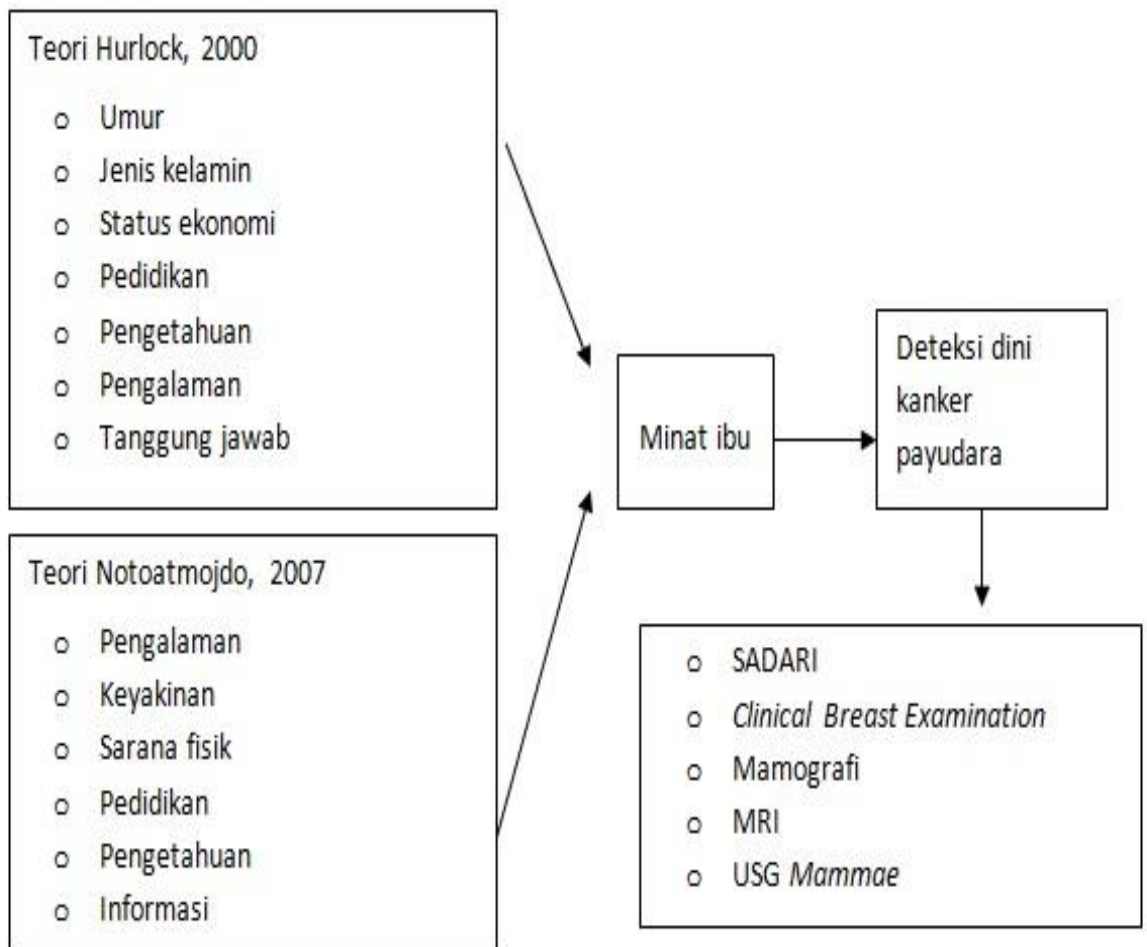 Teori Hurlock, 2000
o Umur
o Jenis kelamin
o Status ekonomi
o Pedidikan
o Pengetahuan
o Pengalaman
o Tanggung jawab
Teori Notoatmojdo, 2007
o Pengalaman
o Keyakinan
o Sarana fisik
o Pedidikan
o Pengetahuan
o Informasi
Minat ibu
Deteksi dini
kanker
payudara
o SADARI
o Clinical Breast Examination
o Mamografi
o MRI
o USG Mammae